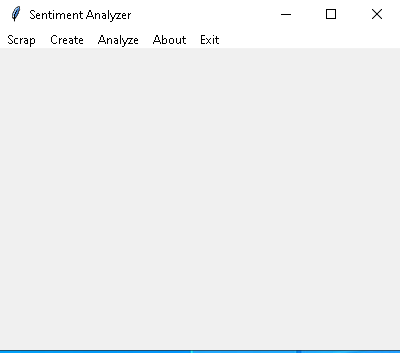 Sentiment Analyzer
Scrap Create Analyze About Exit